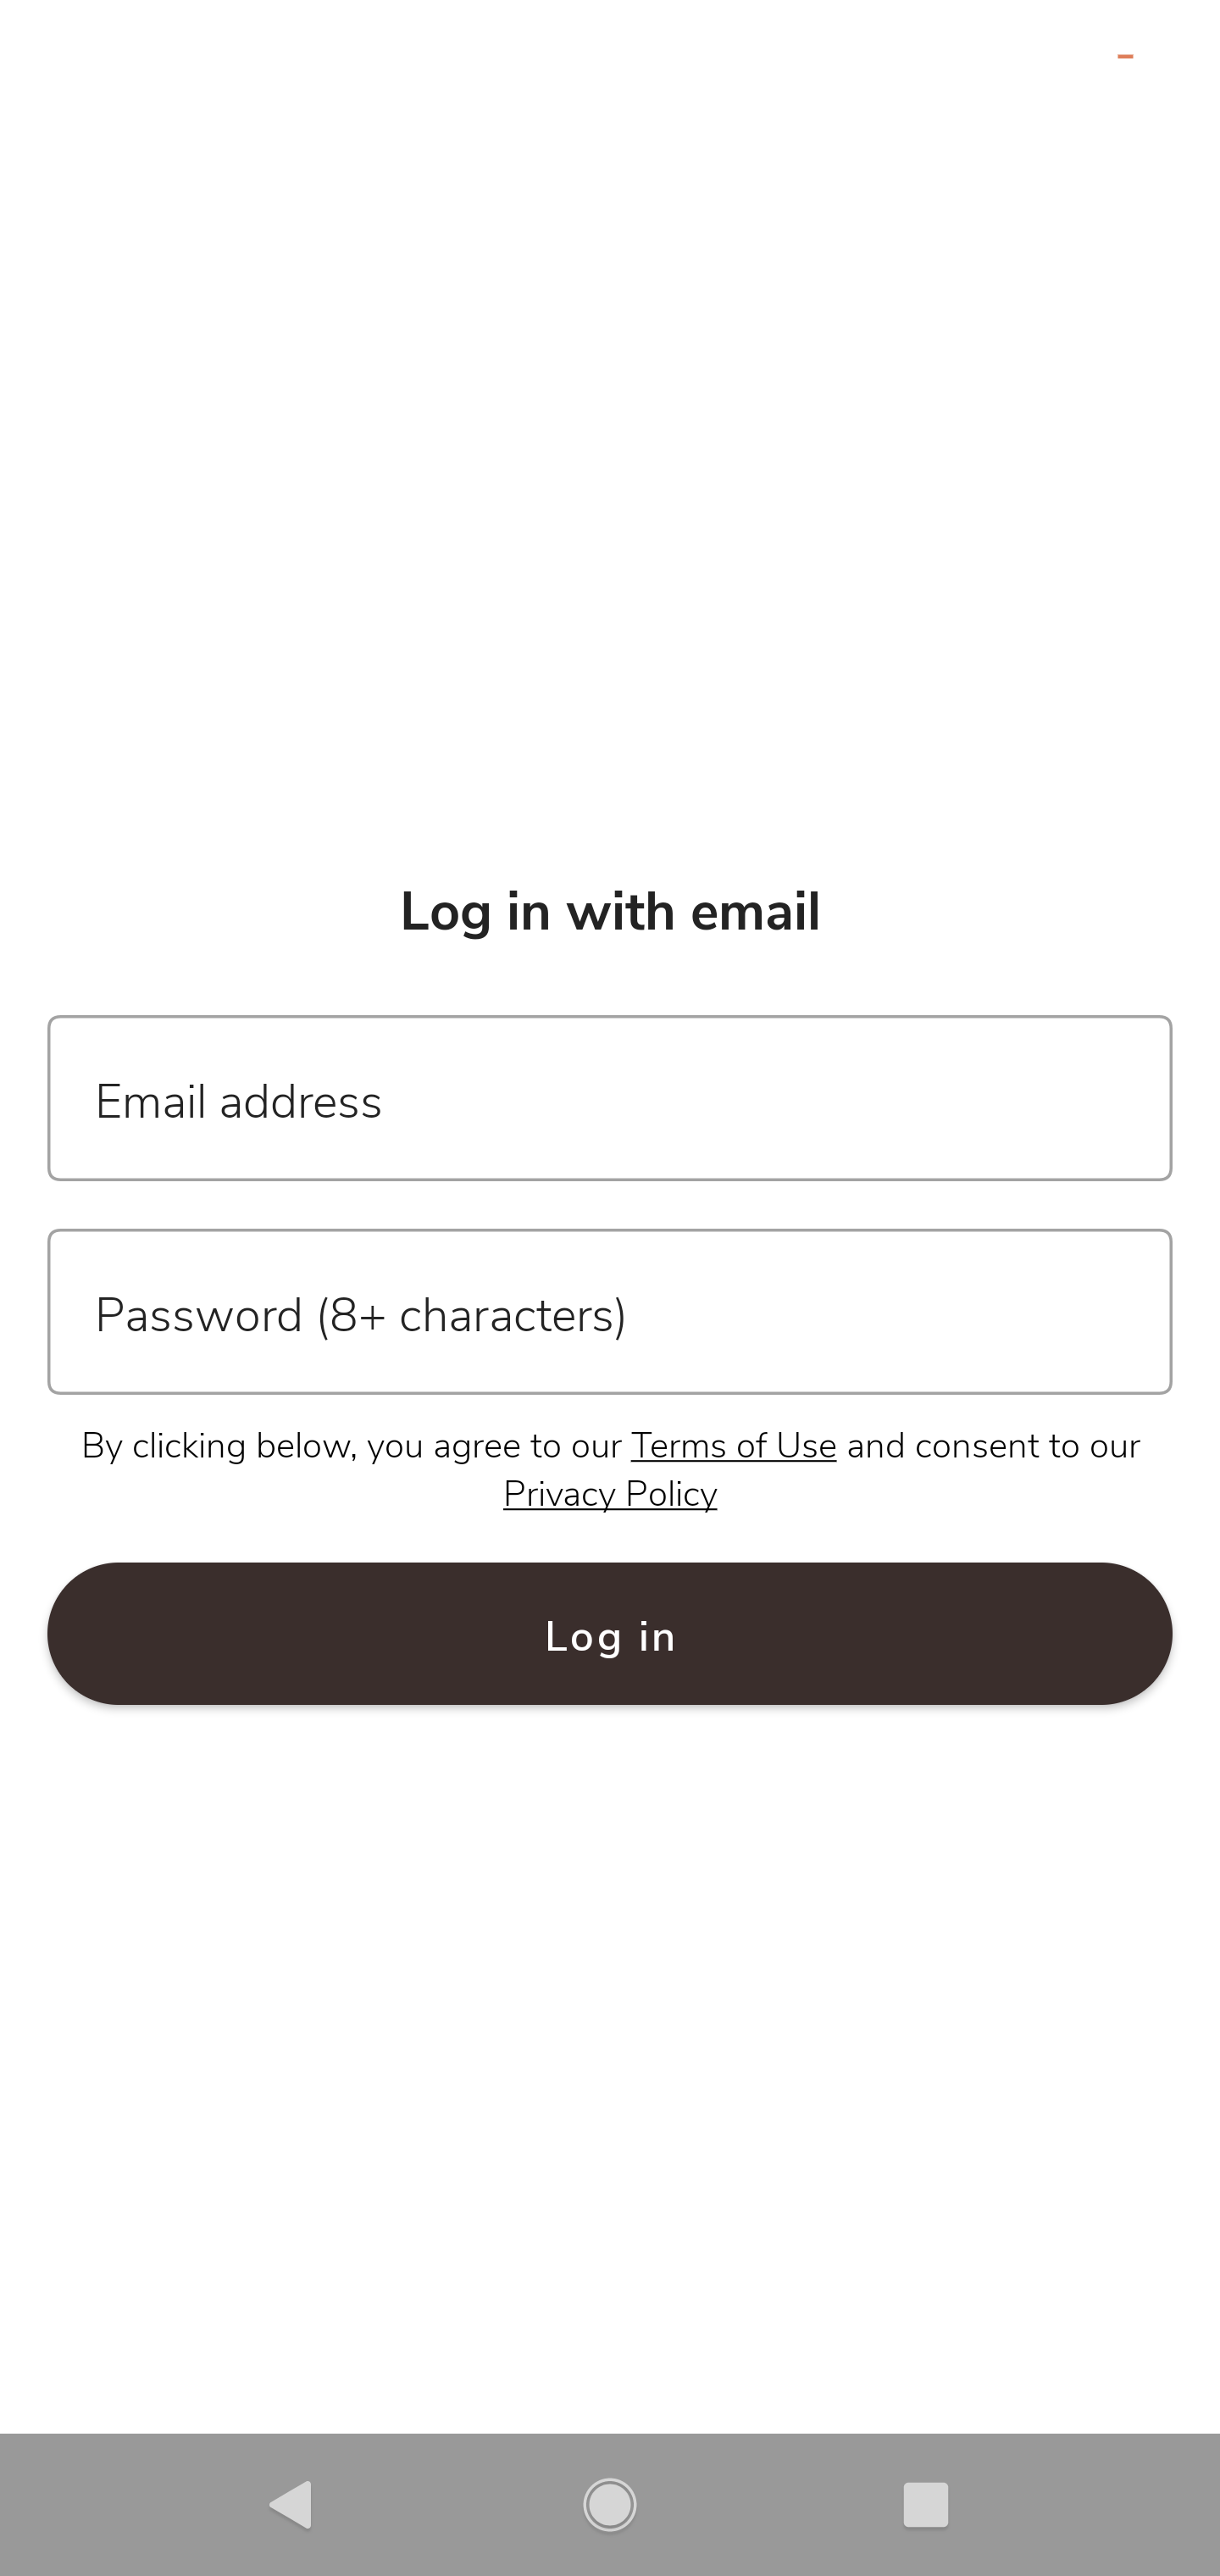 Log in with email
Email address
Password (8+ characters)
By clicking below, you agree to our Terms of Use and consent to our
Privacy Policy
Log in